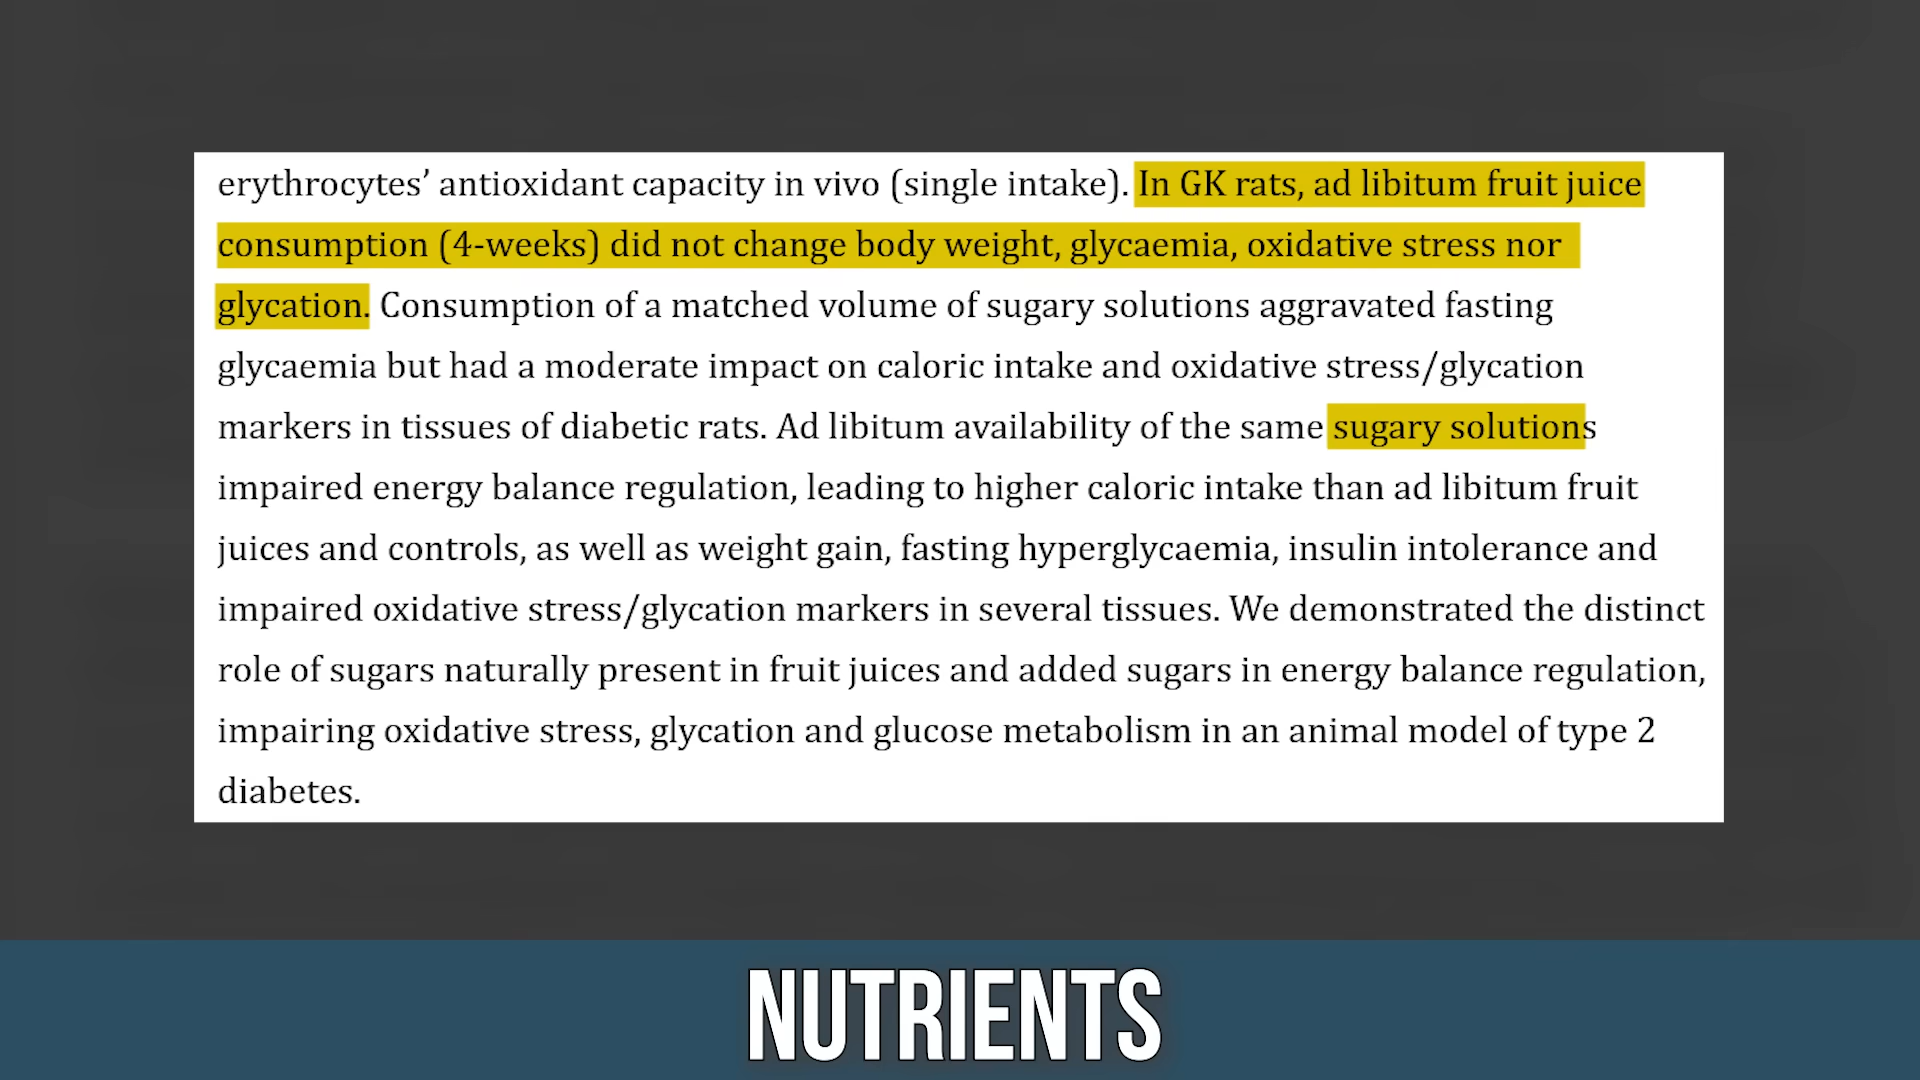 erythrocytes’ antioxidant capacity in vivo (single intake). In GK rats, ad libitum fruit juice
consumption (4-weeks) did not change body weight, glycaemia, oxidative stress nor
glycation. Consumption of a matched volume of sugary solutions aggravated fasting
glycaemia but had a moderate impact on caloric intake and oxidative stress/glycation
markers in tissues of diabetic rats. Ad libitum availability of the same sugary solutions
impaired energy balance regulation, leading to higher caloric intake than ad libitum fruit
juices and controls, as well as weight gain, fasting hyperglycaemia, insulin intolerance and
impaired oxidative stress/glycation markers in several tissues. We demonstrated the distinct
role of sugars naturally present in fruit juices and added sugars in energy balance regulation,
impairing oxidative stress, glycation and glucose metabolism in an animal model of type 2
diabetes.
NUTRIENTS